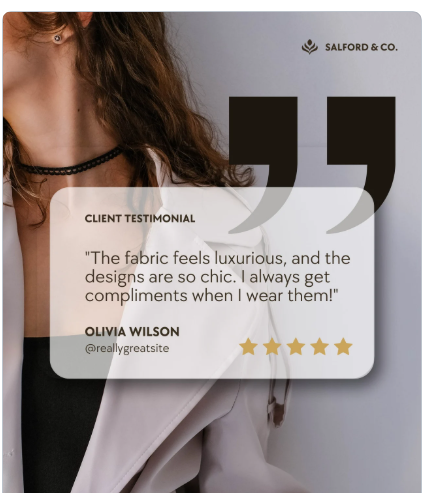 SALFORD & CO.
CLIENT TESTIMONIAL
"The fabric feels luxurious, and the
designs are so chic. I always get
compliments when I wear them!"
OLIVIA WILSON
@reallygreatsite